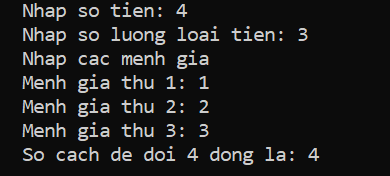 Nhap so tien: 4
Nhap so luong loai tien: 3
Nhap cac menh gia
Menh gia thu 1: 1
Menh gia thu 2: 2
Menh gia thu 3: 3
So cach de doi 4 dong la: 4